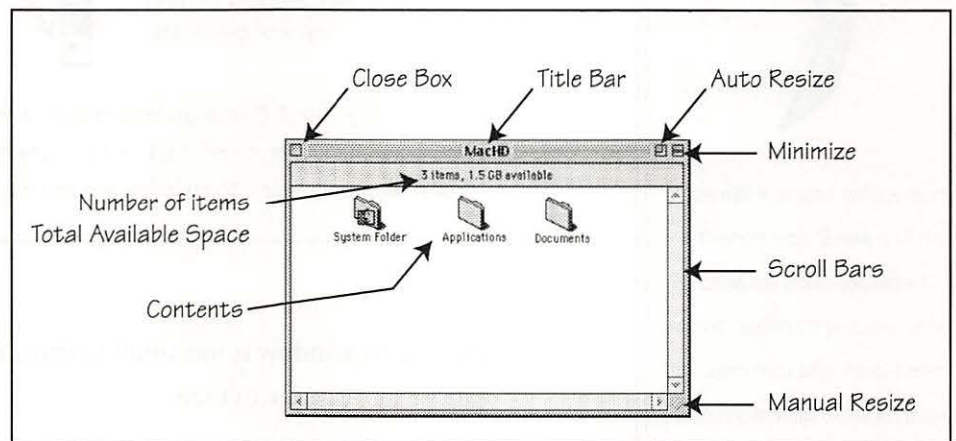 Close Box
Title Bar
Auto Resize
MacHD
Minimize
3 items, 1.5 GB available
Number of items
Total Available Space
System Folder
Applications
Documents
Scroll Bars
Contents
Manual Resize